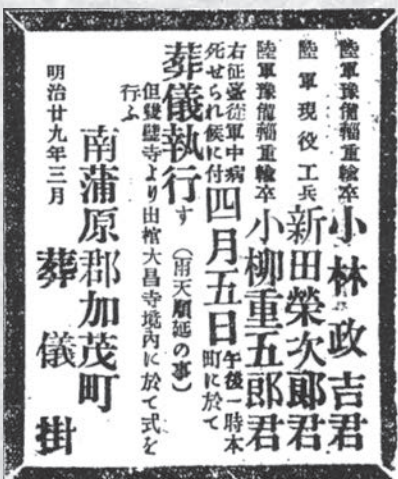 陸軍豫備輜重輸卒 小林政吉君
陸軍現役工兵 新田榮次郎君
陸軍豫備輜重輸卒 小柳重五郎君
右征臺從軍中病
死せられ候に付四月五日午後一時本
町に於て
葬儀執行す（雨天順延の事）
但雙璧寺より出棺大昌寺境內に於て式を
行ふ
南蒲原郡加茂町
明治廿九年三月 葬儀掛